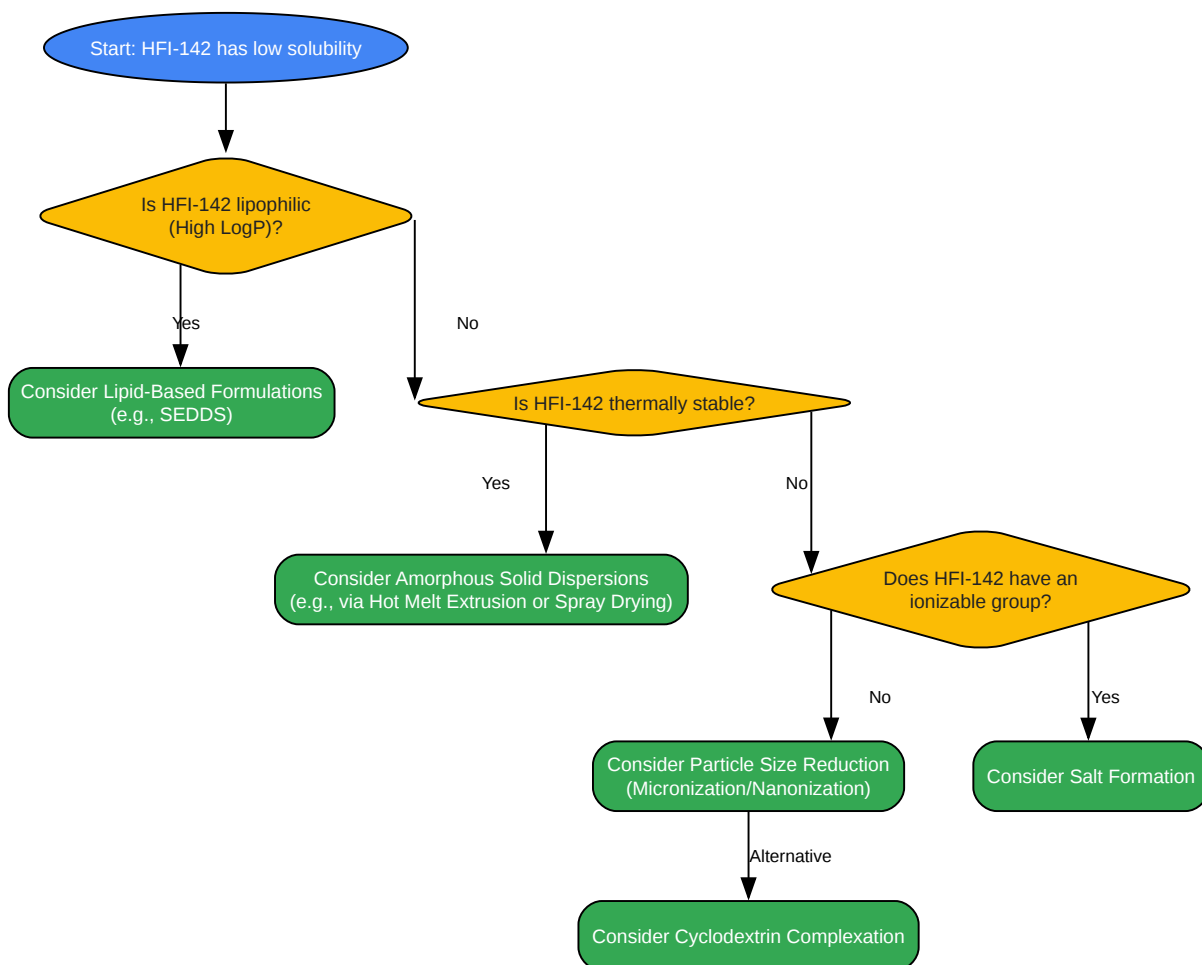 Start: HFI-142 has low solubility
Is HFI-142 lipophilic
(High LogP)?
Yes
No
Consider Lipid-Based Formulations
(e.g., SEDDS)
Is HFI-142 thermally stable?
Yes
No
Consider Amorphous Solid Dispersions
(e.g., via Hot Melt Extrusion or Spray Drying)
Does HFI-142 have an
ionizable group?
No
Yes
Consider Particle Size Reduction
(Micronization/Nanonization)
Consider Salt Formation
Alternative
Consider Cyclodextrin Complexation